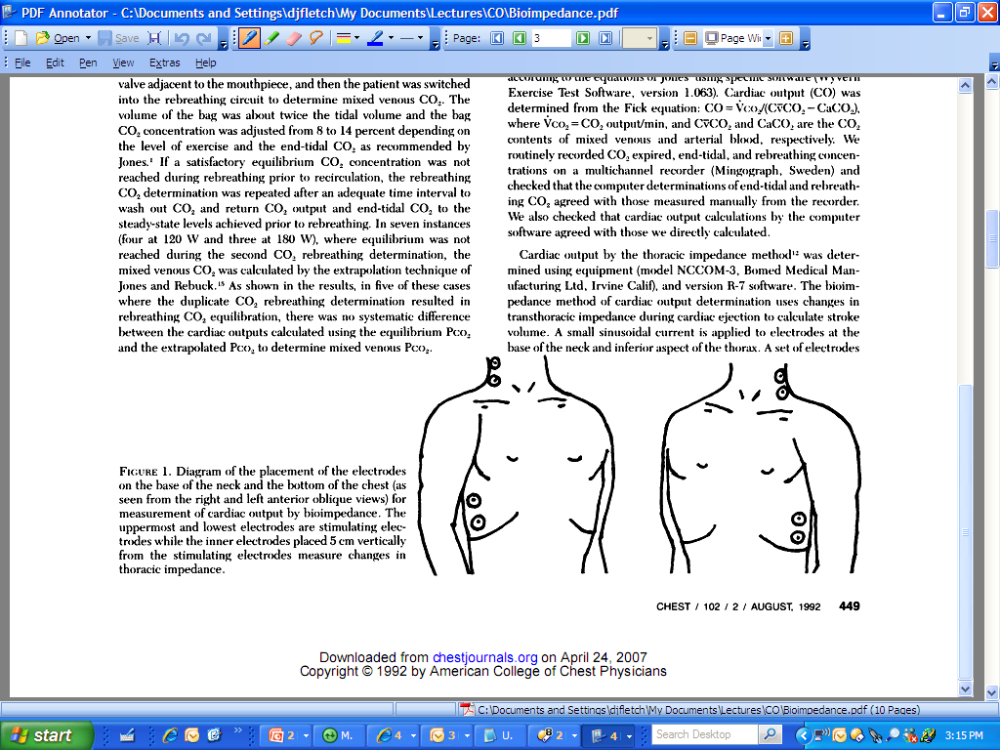 PDF Annotator - C:\Documents and Settings\djfletch\My Documents\Lectures\CO\Bioimpedance.pdf
Open Save Page: 3 Page Wi
File Edit Pen View Extras Help
valve adjacent to the mouthpiece, and then the patient was switched
into the rebreathing circuit to determine mixed venous CO₂. The
volume of the bag was about twice the tidal volume and the bag
CO₂ concentration was adjusted from 8 to 14 percent depending on
the level of exercise and the end-tidal CO₂ as recommended by
Jones.¹ If a satisfactory equilibrium CO₂ concentration was not
reached during rebreathing prior to recirculation, the rebreathing
CO₂ determination was repeated after an adequate time interval to
wash out CO₂ and return CO₂ output and end-tidal CO₂ to the
steady-state levels achieved prior to rebreathing. In seven instances
(four at 120 W and three at 180 W), where equilibrium was not
reached during the second CO₂ rebreathing determination, the
mixed venous CO₂ was calculated by the extrapolation technique of
Jones and Rebuck.¹⁵ As shown in the results, in five of these cases
where the duplicate CO₂ rebreathing determination resulted in
rebreathing CO₂ equilibration, there was no systematic difference
between the cardiac outputs calculated using the equilibrium Pco₂
and the extrapolated Pco₂ to determine mixed venous Pco₂.
according to the equations of Jones using specific software (Wyvern
Exercise Test Software, version 1.063). Cardiac output (CO) was
determined from the Fick equation: CO = V̇co₂/(Cv̄CO₂ − CaCO₂),
where V̇co₂ = CO₂ output/min, and Cv̄CO₂ and CaCO₂ are the CO₂
contents of mixed venous and arterial blood, respectively. We
routinely recorded CO₂ expired, end-tidal, and rebreathing concen-
trations on a multichannel recorder (Mingograph, Sweden) and
checked that the computer determinations of end-tidal and rebreath-
ing CO₂ agreed with those measured manually from the recorder.
We also checked that cardiac output calculations by the computer
software agreed with those we directly calculated.
Cardiac output by the thoracic impedance method¹² was deter-
mined using equipment (model NCCOM-3, Bomed Medical Man-
ufacturing Ltd, Irvine Calif), and version R-7 software. The bioim-
pedance method of cardiac output determination uses changes in
transthoracic impedance during cardiac ejection to calculate stroke
volume. A small sinusoidal current is applied to electrodes at the
base of the neck and inferior aspect of the thorax. A set of electrodes
FIGURE 1. Diagram of the placement of the electrodes
on the base of the neck and the bottom of the chest (as
seen from the right and left anterior oblique views) for
measurement of cardiac output by bioimpedance. The
uppermost and lowest electrodes are stimulating elec-
trodes while the inner electrodes placed 5 cm vertically
from the stimulating electrodes measure changes in
thoracic impedance.
CHEST / 102 / 2 / AUGUST, 1992 449
Downloaded from chestjournals.org on April 24, 2007
Copyright © 1992 by American College of Chest Physicians
C:\Documents and Settings\djfletch\My Documents\Lectures\CO\Bioimpedance.pdf (10 Pages)
start 2 M. 4 3 U. 2 4 Search Desktop 3:15 PM